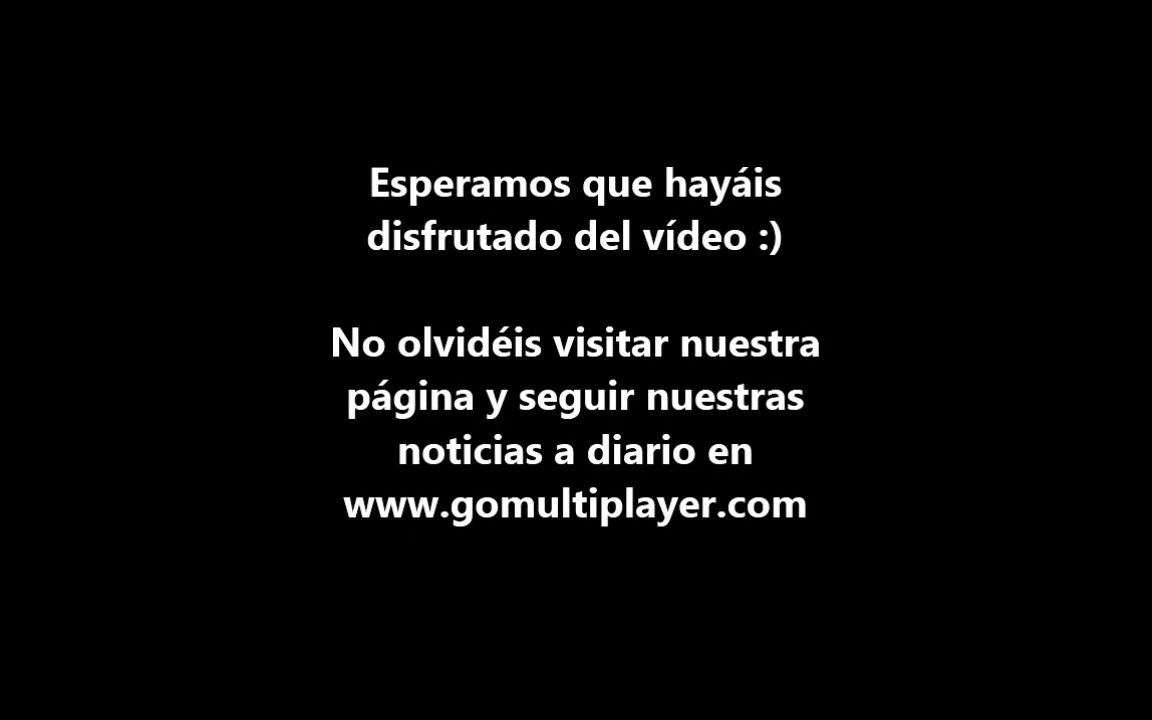 Esperamos que hayáis
disfrutado del vídeo :)
No olvidéis visitar nuestra
página y seguir nuestras
noticias a diario en
www.gomultiplayer.com